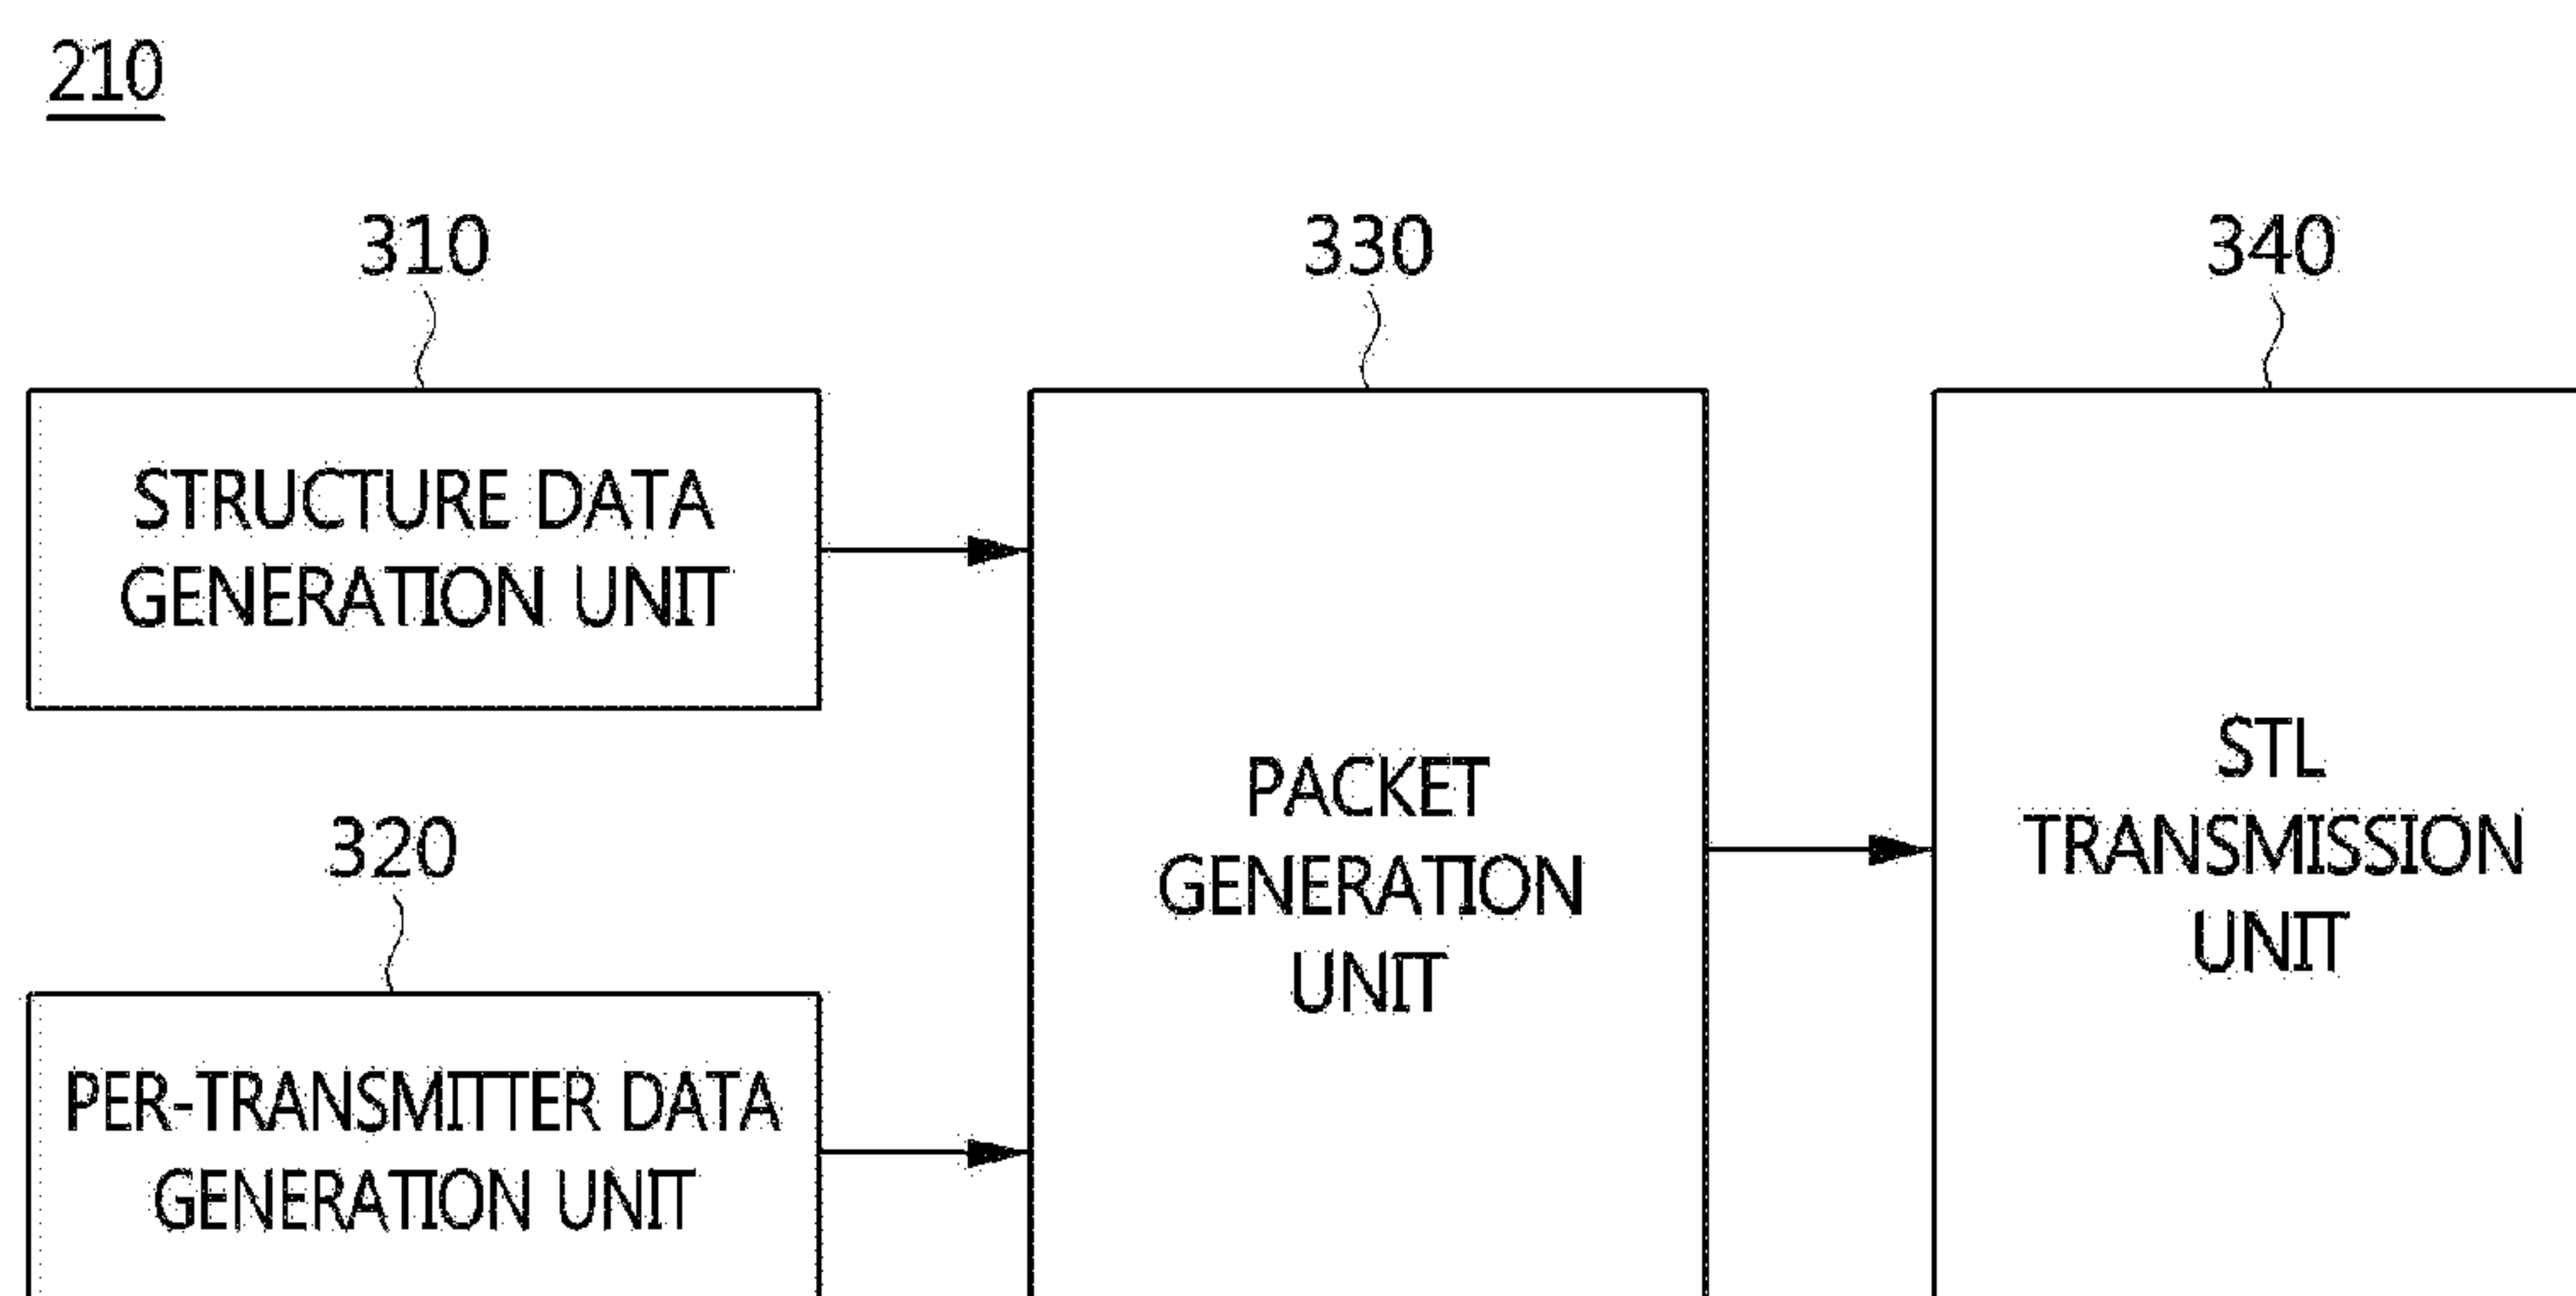 210
310
330
340
STRUCTURE DATA
GENERATION UNIT
PACKET
GENERATION
UNIT
STL
TRANSMISSION
UNIT
320
PER-TRANSMITTER DATA
GENERATION UNIT